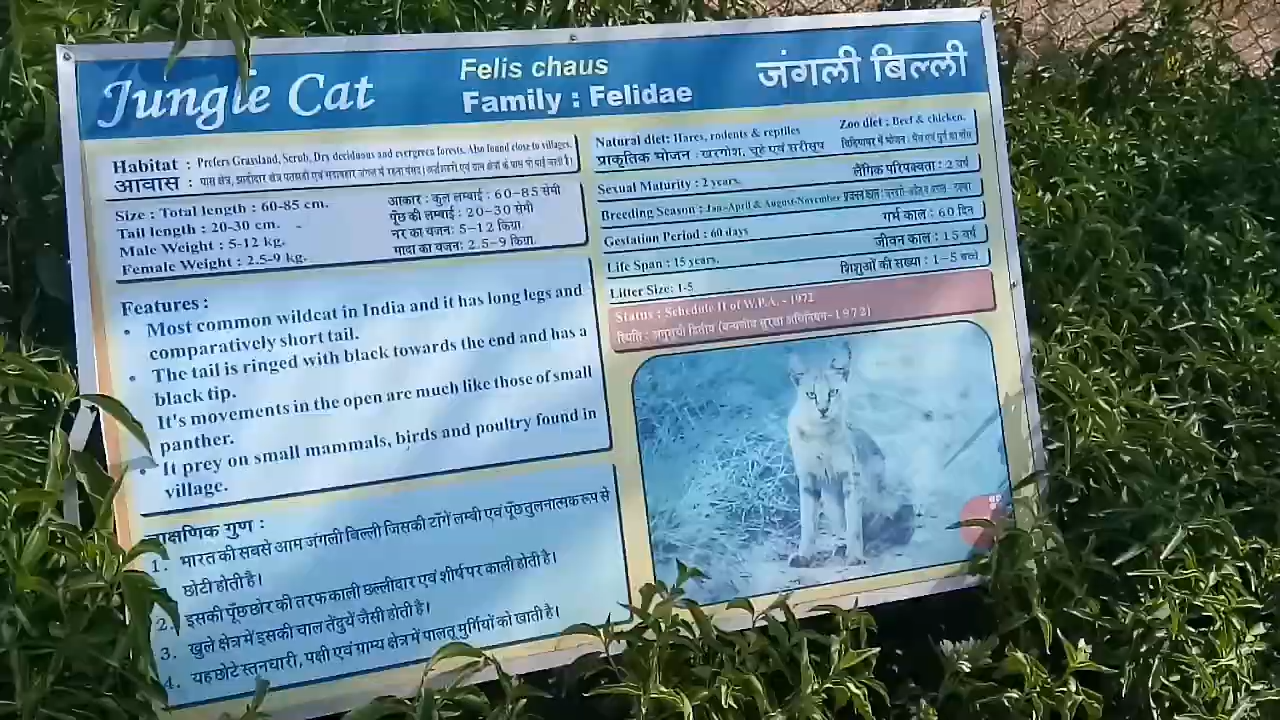 Jungle Cat
Felis chaus
Family : Felidae
जंगली बिल्ली
Habitat : Prefers Grassland, Scrub, Dry deciduous and evergreen forests. Also found close to villages.
आवास : घास क्षेत्र, झाड़ीदार क्षेत्र पतझड़ी एवं सदाबहार जंगल में रहना पसंद।
Size : Total length : 60-85 cm.
Tail length : 20-30 cm.
Male Weight : 5-12 kg.
Female Weight : 2.5-9 kg.
आकार : कुल लम्बाई : 60-85 सेमी
पूँछ की लम्बाई : 20-30 सेमी
नर का वजन: 5-12 किग्रा.
मादा का वजन: 2.5-9 किग्रा.
Features :
• Most common wildcat in India and it has long legs and
comparatively short tail.
• The tail is ringed with black towards the end and has a
black tip.
It's movements in the open are much like those of small
panther.
• It prey on small mammals, birds and poultry found in
village.
लाक्षणिक गुण :
1. भारत की सबसे आम जंगली बिल्ली जिसकी टाँगें लम्बी एवं पूँछ तुलनात्मक रूप से
छोटी होती है।
2. इसकी पूँछ छोर की तरफ काली छल्लीदार एवं शीर्ष पर काली होती है।
3. खुले क्षेत्र में इसकी चाल तेंदुयें जैसी होती है।
4. यह छोटे स्तनधारी, पक्षी एवं ग्राम्य क्षेत्र में पालतू मुर्गियों को खाती है।
Natural diet: Hares, rodents & reptiles
प्राकृतिक भोजन : खरगोश, चूहे एवं सरीसृप
Zoo diet : Beef & chicken.
चिड़ियाघर में भोजन :
Sexual Maturity : 2 years.
लैंगिक परिपक्वता : 2 वर्ष
Breeding Season : Jan-April & August-November प्रजनन काल :
Gestation Period : 60 days
गर्भ काल : 60 दिन
Life Span : 15 years.
जीवन काल : 15 वर्ष
Litter Size: 1-5
शिशुओं की संख्या : 1-5 बच्चे
Status : Schedule II of W.P.A. - 1972
स्थिति : अनुसूची द्वितीय (वन्यजीव सुरक्षा अधिनियम-1972)